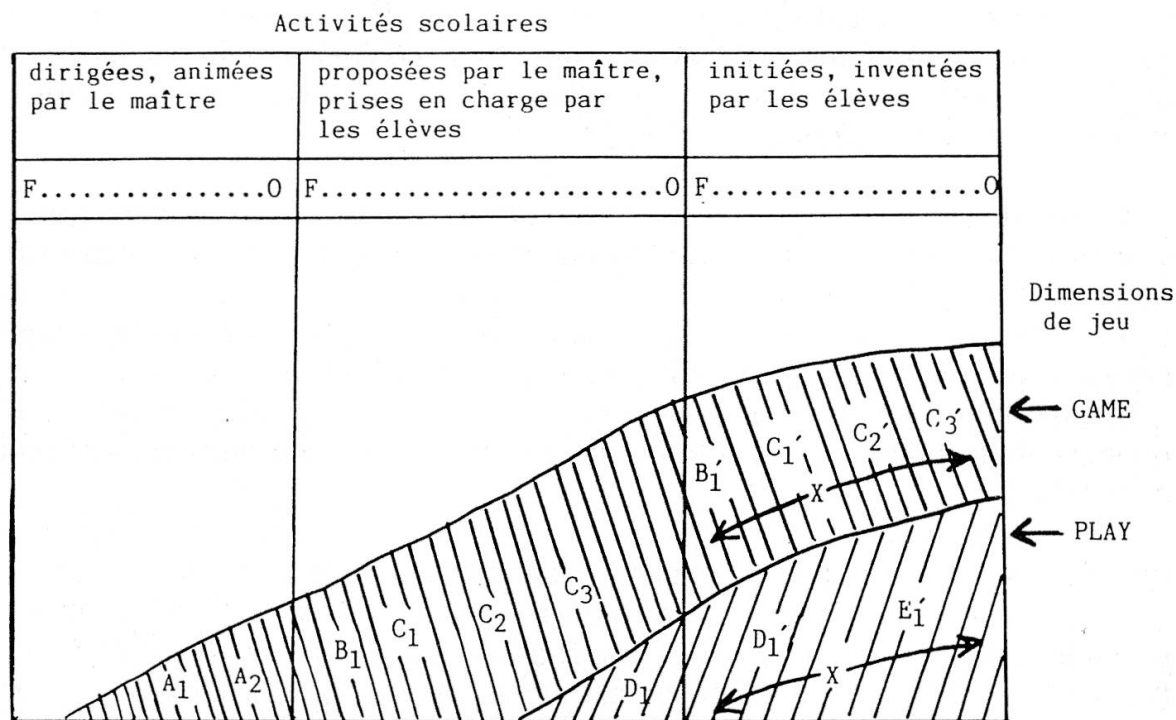 Activités scolaires
dirigées, animées
par le maître
proposées par le maître,
prises en charge par
les élèves
initiées, inventées
par les élèves
F................O
F........................O
F...................O
Dimensions
de jeu
GAME
PLAY
A1
A2
B1
C1
C2
C3
D1
B1′
C1′
C2′
C3′
X
D1′
E1′
X